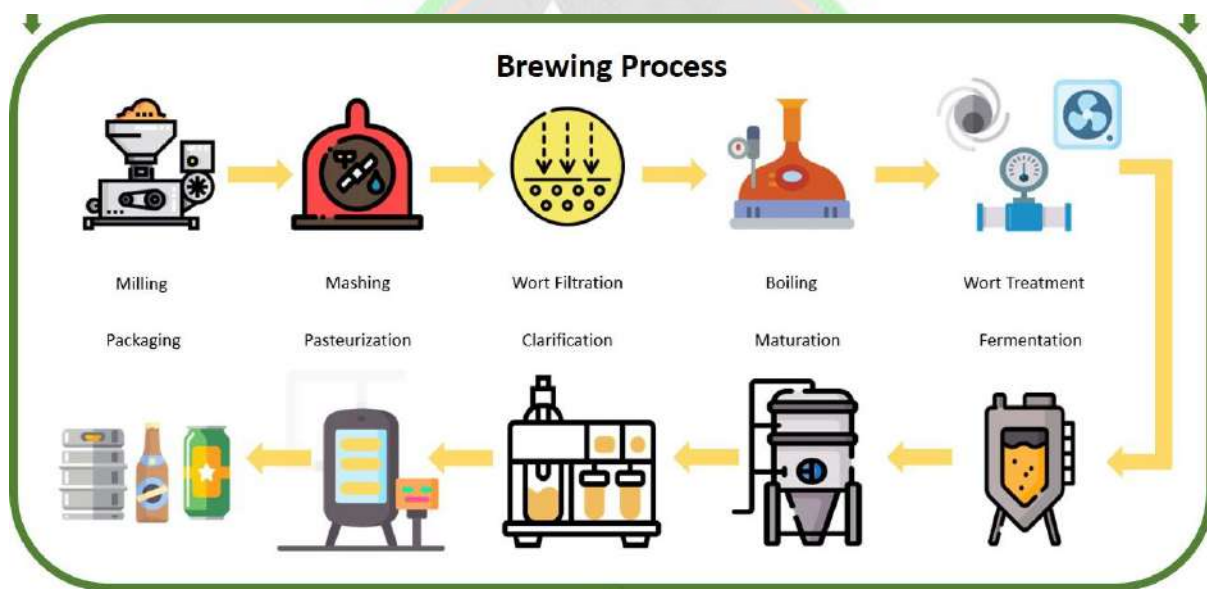 Brewing Process
Milling Mashing Wort Filtration Boiling Wort Treatment
Packaging Pasteurization Clarification Maturation Fermentation